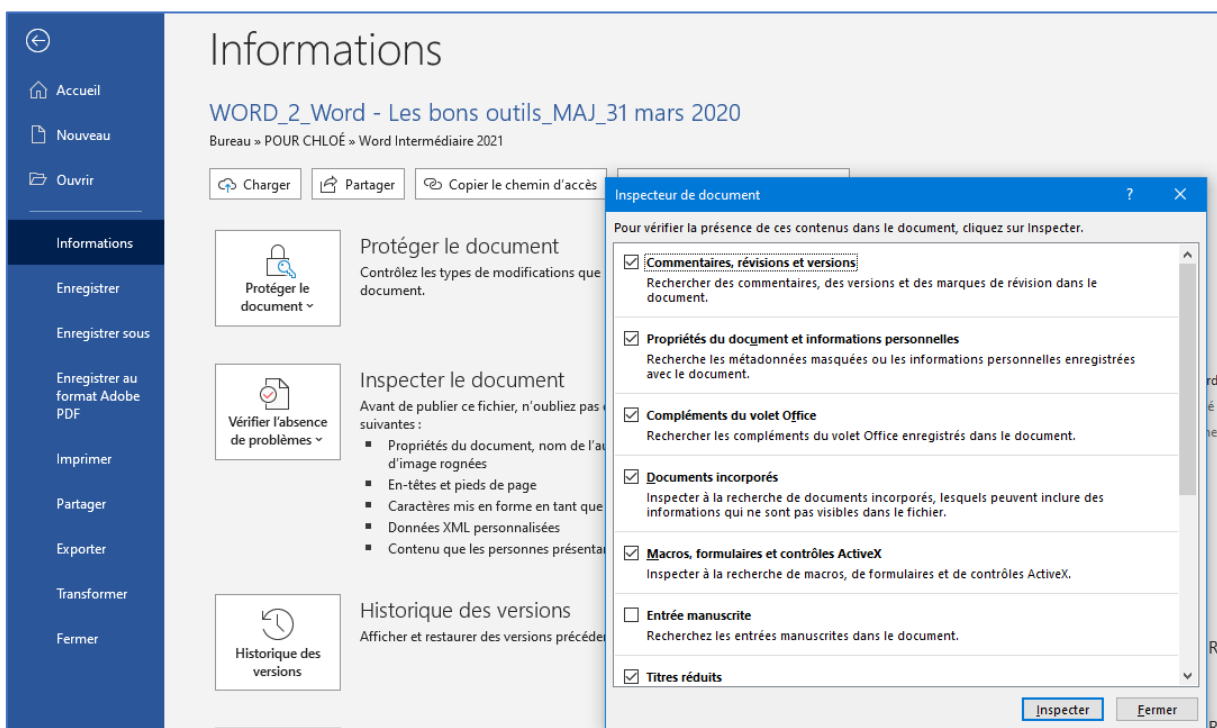 Informations
Accueil
Nouveau
Ouvrir
Informations
Enregistrer
Enregistrer sous
Enregistrer au
format Adobe
PDF
Imprimer
Partager
Exporter
Transformer
Fermer
WORD_2_Word - Les bons outils_MAJ_31 mars 2020
Bureau » POUR CHLOÉ » Word Intermédiaire 2021
Charger
Partager
Copier le chemin d'accès
Protéger le
document
Protéger le document
Contrôlez les types de modifications que
document.
Vérifier l'absence
de problèmes
Inspecter le document
Avant de publier ce fichier, n'oubliez pas
suivantes :
▪ Propriétés du document, nom de l'au
d'image rognées
▪ En-têtes et pieds de page
▪ Caractères mis en forme en tant que
▪ Données XML personnalisées
▪ Contenu que les personnes présentan
Historique des
versions
Historique des versions
Afficher et restaurer des versions précéde
Inspecteur de document
?
Pour vérifier la présence de ces contenus dans le document, cliquez sur Inspecter.
Commentaires, révisions et versions
Rechercher des commentaires, des versions et des marques de révision dans le
document.
Propriétés du document et informations personnelles
Recherche les métadonnées masquées ou les informations personnelles enregistrées
avec le document.
Compléments du volet Office
Rechercher les compléments du volet Office enregistrés dans le document.
Documents incorporés
Inspecter à la recherche de documents incorporés, lesquels peuvent inclure des
informations qui ne sont pas visibles dans le fichier.
Macros, formulaires et contrôles ActiveX
Inspecter à la recherche de macros, de formulaires et de contrôles ActiveX.
Entrée manuscrite
Recherchez les entrées manuscrites dans le document.
Titres réduits
Inspecter
Fermer